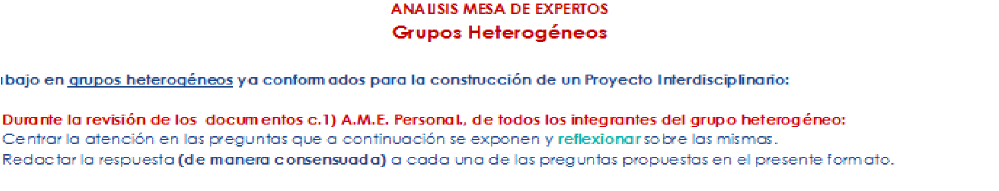 ANALISIS MESA DE EXPERTOS
Grupos Heterogéneos
bajo en grupos heterogéneos ya conformados para la construcción de un Proyecto Interdisciplinario:
Durante la revisión de los documentos c.1) A.M.E. Personal., de todos los integrantes del grupo heterogéneo:
Centrar la atención en las preguntas que a continuación se exponen y reflexionar sobre las mismas.
Redactar la respuesta (de manera consensuada) a cada una de las preguntas propuestas en el presente formato.